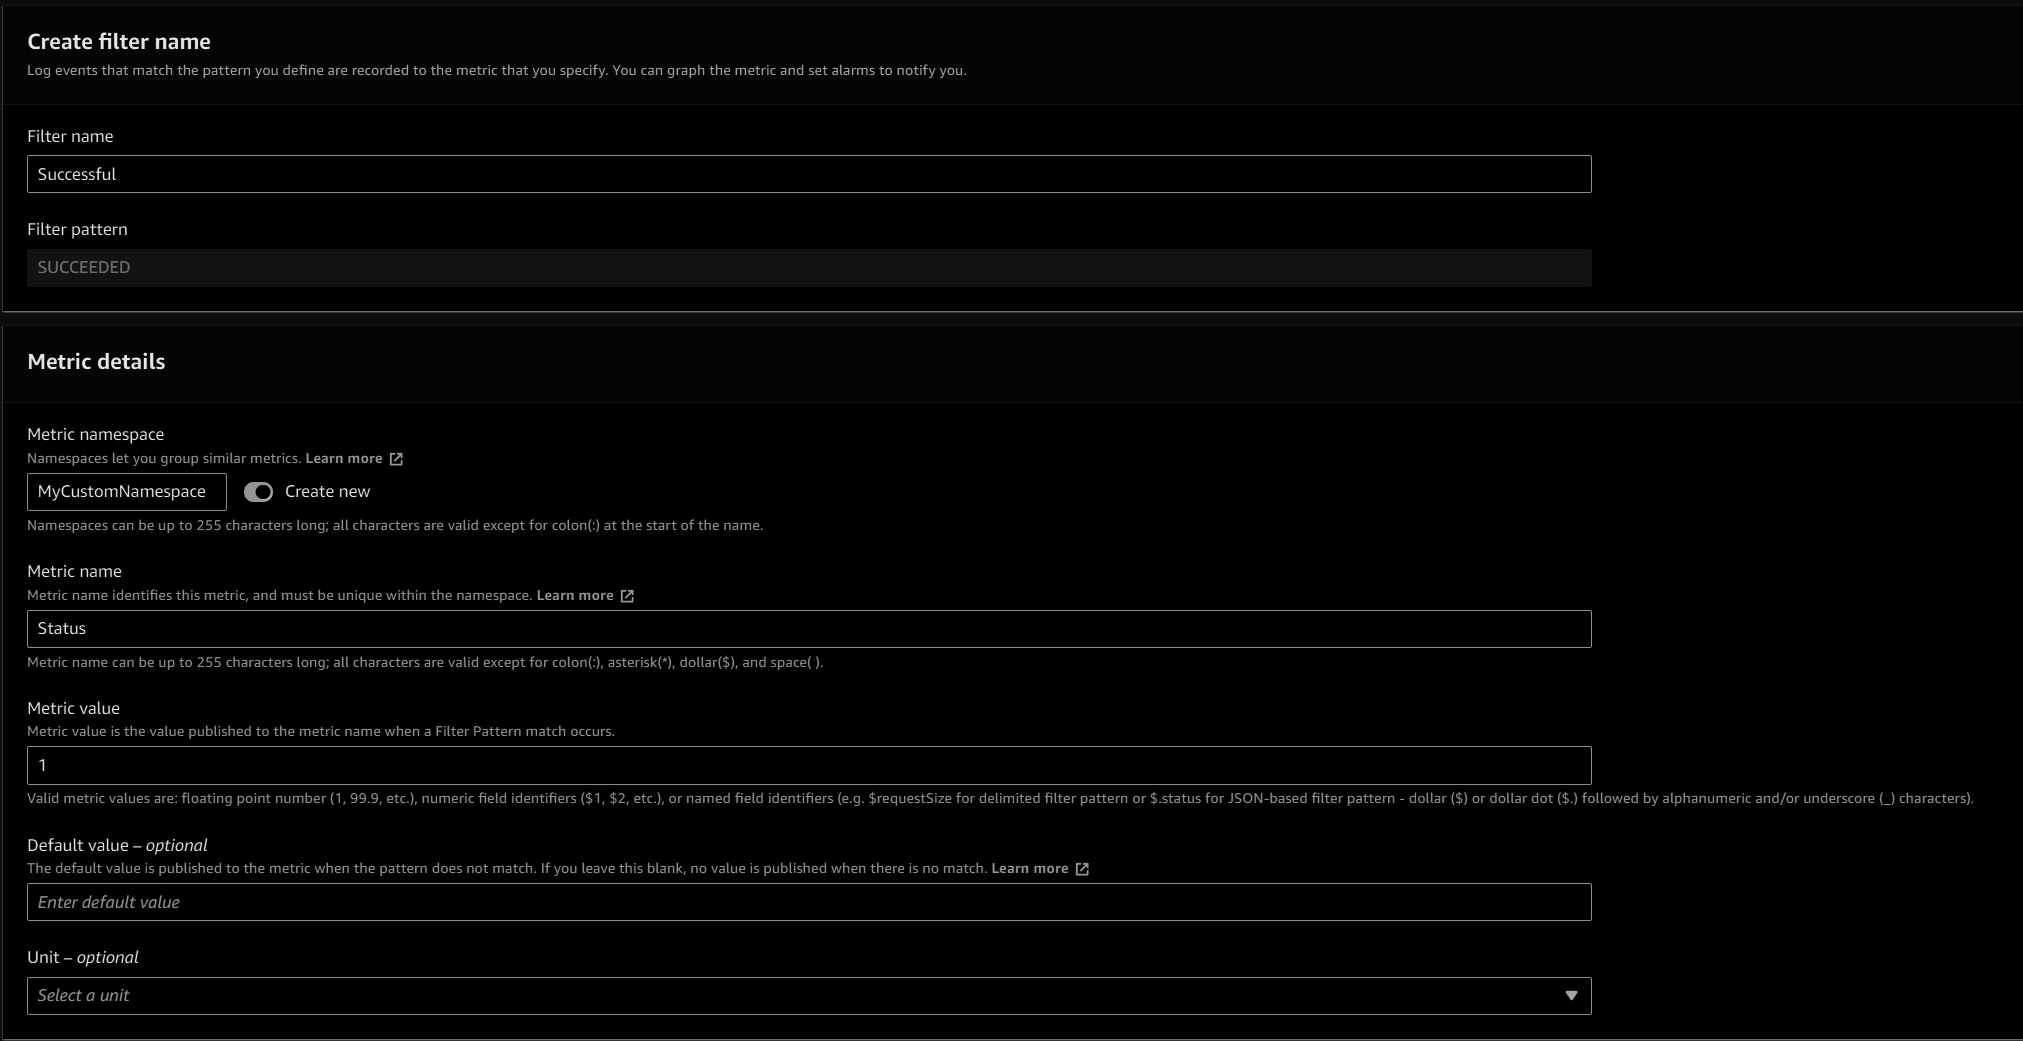 Create filter name
Log events that match the pattern you define are recorded to the metric that you specify. You can graph the metric and set alarms to notify you.
Filter name
Successful
Filter pattern
SUCCEEDED
Metric details
Metric namespace
Namespaces let you group similar metrics. Learn more
MyCustomNamespace Create new
Namespaces can be up to 255 characters long; all characters are valid except for colon(:) at the start of the name.
Metric name
Metric name identifies this metric, and must be unique within the namespace. Learn more
Status
Metric name can be up to 255 characters long; all characters are valid except for colon(:), asterisk(*), dollar($), and space( ).
Metric value
Metric value is the value published to the metric name when a Filter Pattern match occurs.
1
Valid metric values are: floating point number (1, 99.9, etc.), numeric field identifiers ($1, $2, etc.), or named field identifiers (e.g. $requestSize for delimited filter pattern or $.status for JSON-based filter pattern - dollar ($) or dollar dot ($.) followed by alphanumeric and/or underscore (_) characters).
Default value – optional
The default value is published to the metric when the pattern does not match. If you leave this blank, no value is published when there is no match. Learn more
Enter default value
Unit – optional
Select a unit